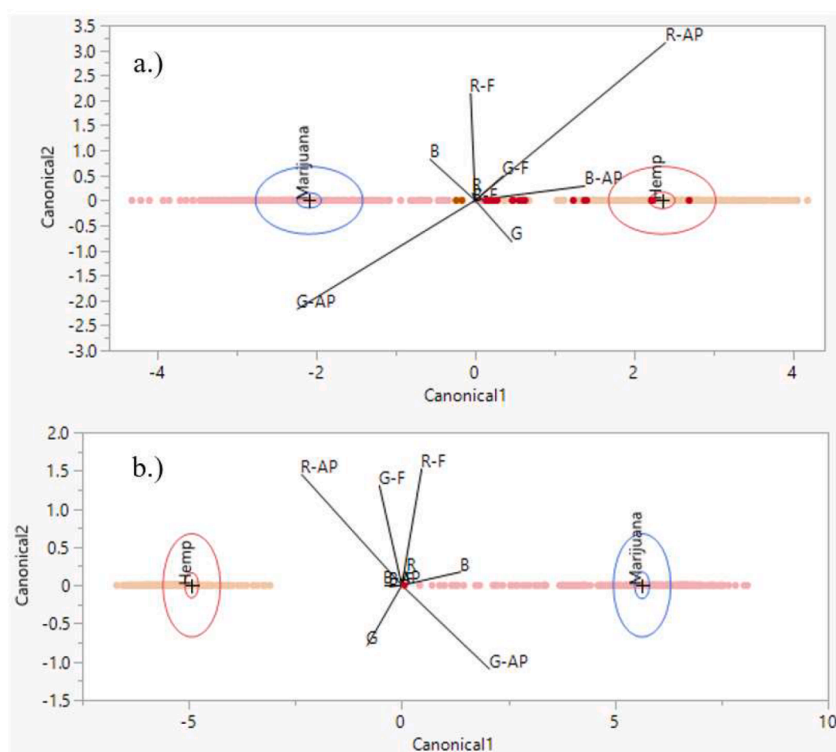 a.)
3.5
3.0
2.5
2.0
1.5
1.0
0.5
0
-0.5
-1.0
-1.5
-2.0
-2.5
-3.0
Canonical2
R-AP
R-F
B
G-F
R
B-AP
Marijuana
Hemp
G
G-AP
-4 -2 0 2 4
Canonical1
b.)
2.0
1.5
1.0
0.5
0
-0.5
-1.0
-1.5
Canonical2
R-AP
G-F
R-F
R
B
Hemp
Marijuana
G
G-AP
-5 0 5 10
Canonical1